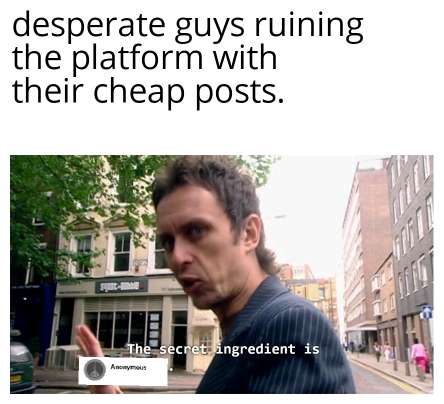 desperate guys ruining
the platform with
their cheap posts.
The secret ingredient is
Anonymous
.